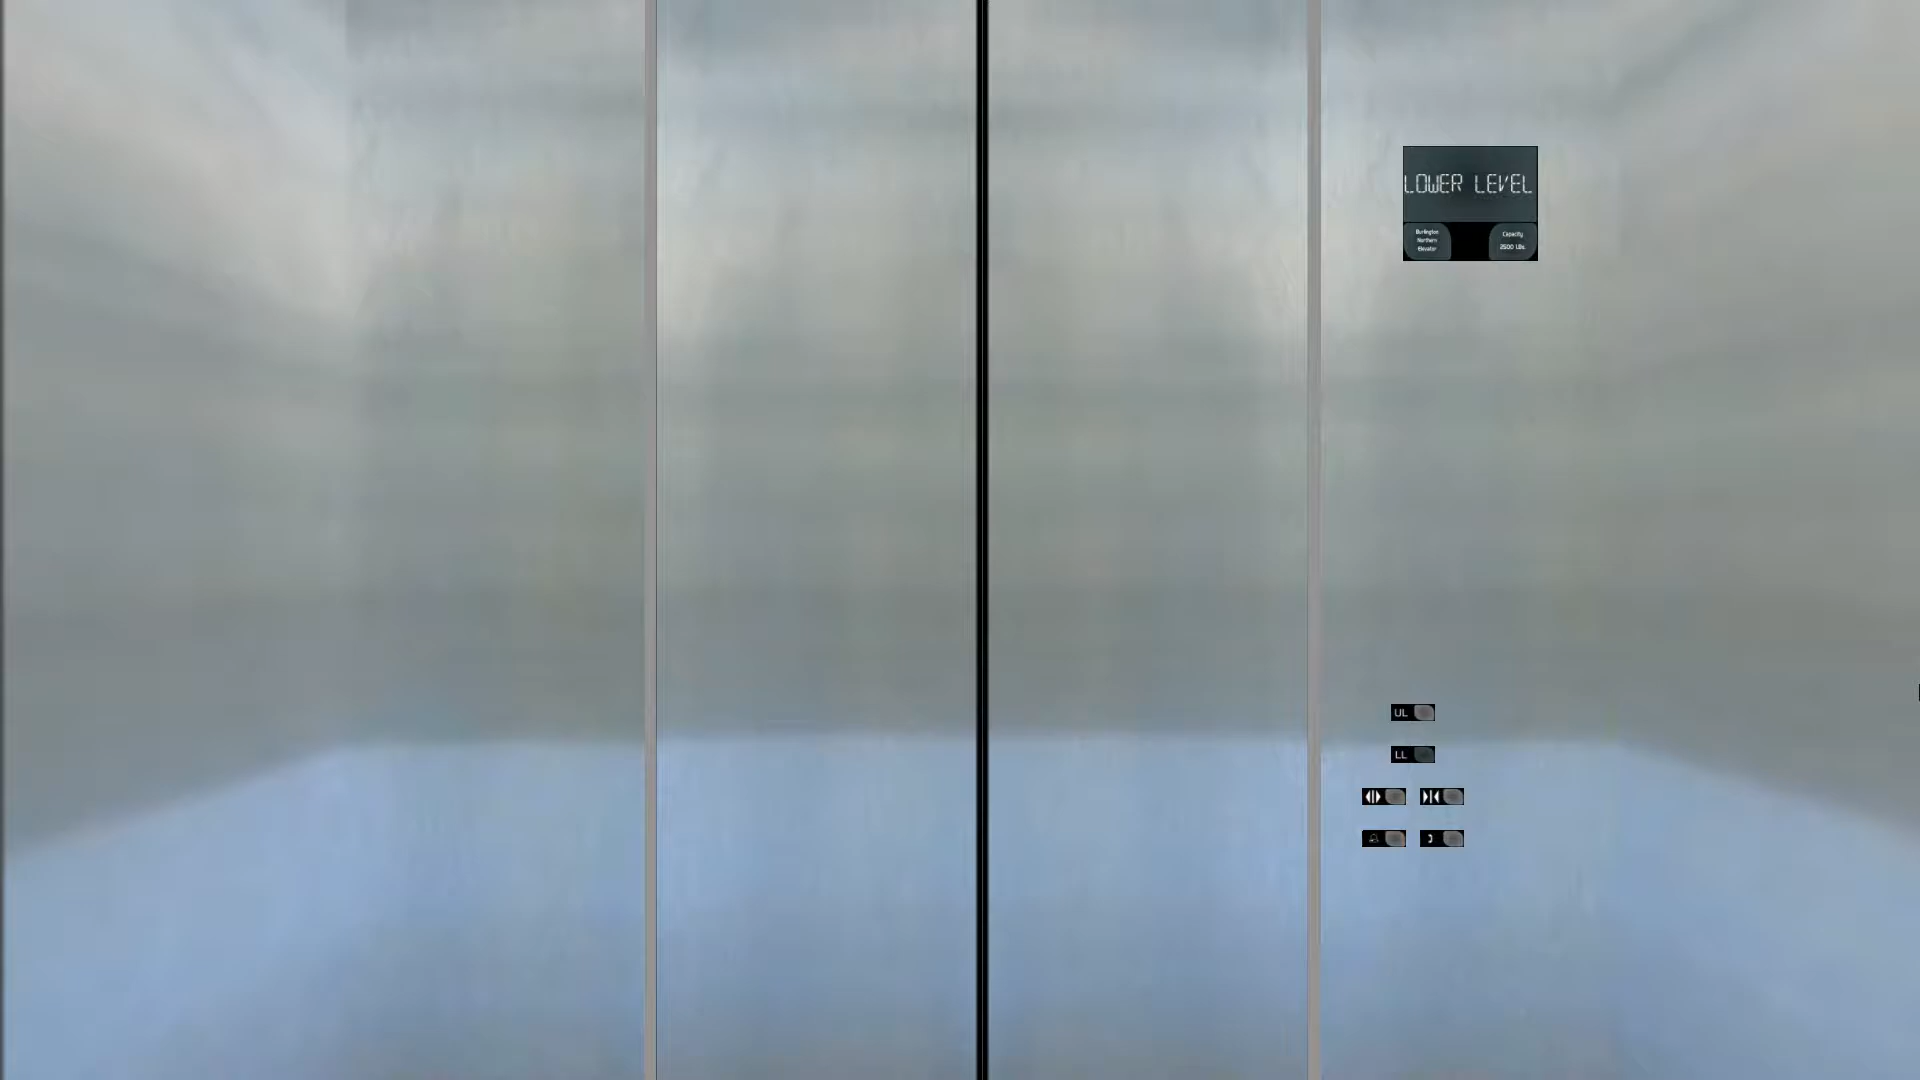 LOWER LEVEL
Burlington
Northern
Elevator
Capacity
2500 LBs
UL
LL